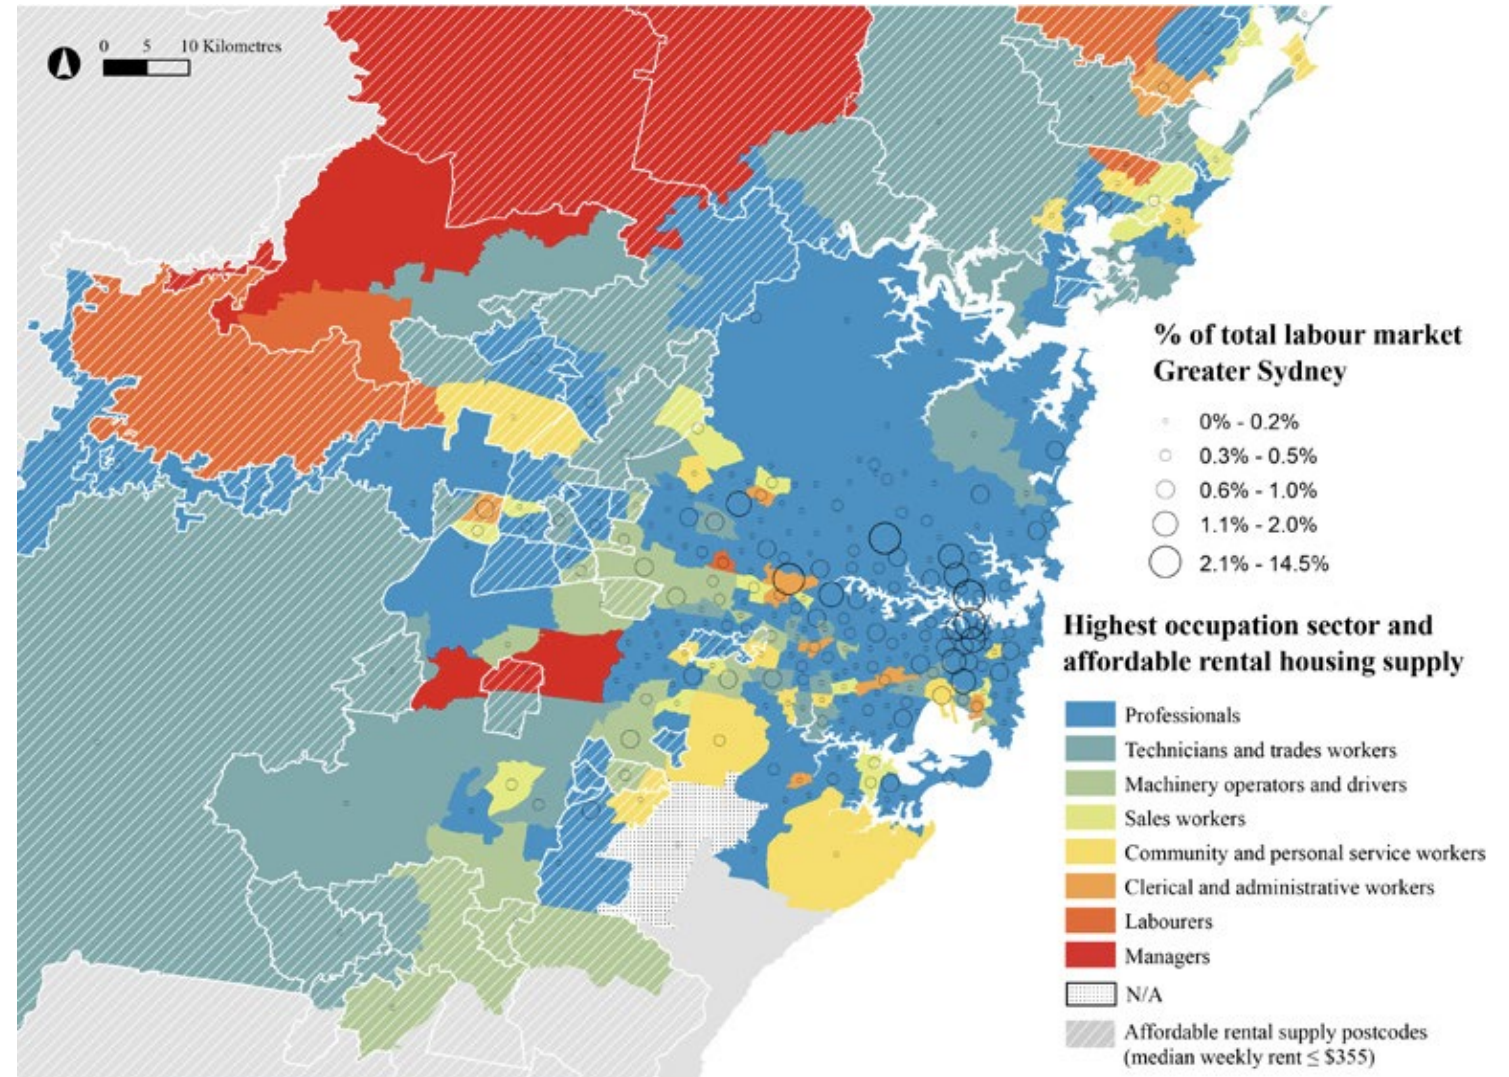 0 5 10 Kilometres
% of total labour market
Greater Sydney
0% - 0.2%
0.3% - 0.5%
0.6% - 1.0%
1.1% - 2.0%
2.1% - 14.5%
Highest occupation sector and
affordable rental housing supply
Professionals
Technicians and trades workers
Machinery operators and drivers
Sales workers
Community and personal service workers
Clerical and administrative workers
Labourers
Managers
N/A
Affordable rental supply postcodes
(median weekly rent ≤ $355)